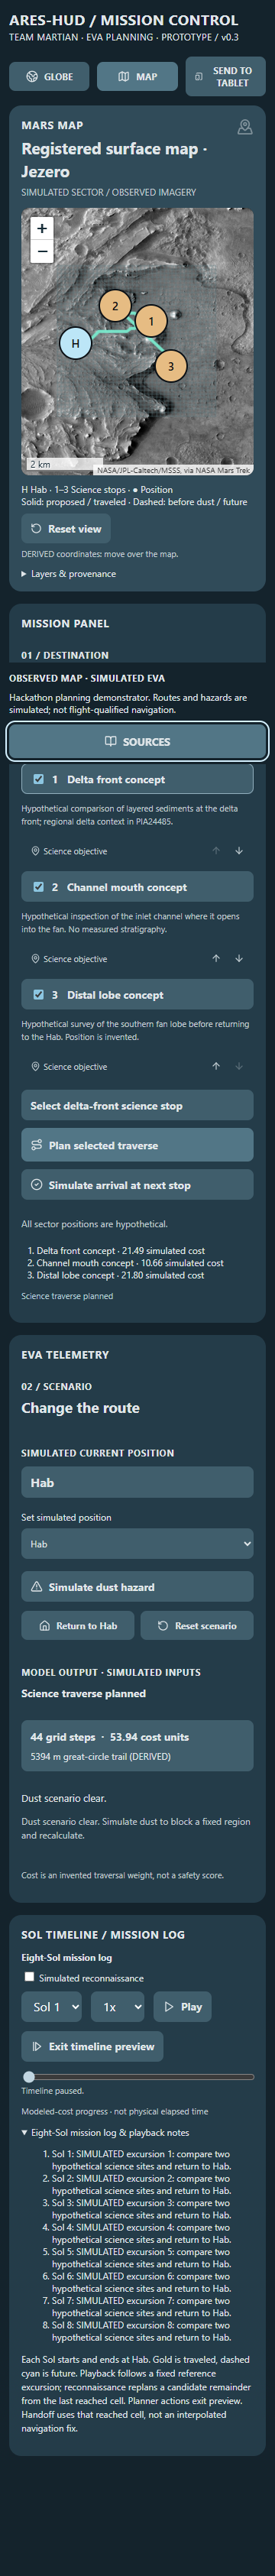 ARES-HUD / MISSION CONTROL
TEAM MARTIAN · EVA PLANNING · PROTOTYPE / v0.3
GLOBE
MAP
SEND TO
TABLET
MARS MAP
Registered surface map ·
Jezero
SIMULATED SECTOR / OBSERVED IMAGERY
+
−
2
1
H
3
2 km
NASA/JPL-Caltech/MSSS, via NASA Mars Trek
H Hab · 1–3 Science stops · ● Position
Solid: proposed / traveled · Dashed: before dust / future
Reset view
DERIVED coordinates: move over the map.
Layers & provenance
MISSION PANEL
01 / DESTINATION
OBSERVED MAP · SIMULATED EVA
Hackathon planning demonstrator. Routes and hazards are
simulated; not flight-qualified navigation.
SOURCES
1 Delta front concept
Hypothetical comparison of layered sediments at the delta
front; regional delta context in PIA24485.
Science objective
2 Channel mouth concept
Hypothetical inspection of the inlet channel where it opens
into the fan. No measured stratigraphy.
Science objective
3 Distal lobe concept
Hypothetical survey of the southern fan lobe before returning
to the Hab. Position is invented.
Science objective
Select delta-front science stop
Plan selected traverse
Simulate arrival at next stop
All sector positions are hypothetical.
1. Delta front concept · 21.49 simulated cost
2. Channel mouth concept · 10.66 simulated cost
3. Distal lobe concept · 21.80 simulated cost
Science traverse planned
EVA TELEMETRY
02 / SCENARIO
Change the route
SIMULATED CURRENT POSITION
Hab
Set simulated position
Hab
Simulate dust hazard
Return to Hab
Reset scenario
MODEL OUTPUT · SIMULATED INPUTS
Science traverse planned
44 grid steps · 53.94 cost units
5394 m great-circle trail (DERIVED)
Dust scenario clear.
Dust scenario clear. Simulate dust to block a fixed region
and recalculate.
Cost is an invented traversal weight, not a safety score.
SOL TIMELINE / MISSION LOG
Eight-Sol mission log
Simulated reconnaissance
Sol 1
1x
Play
Exit timeline preview
Timeline paused.
Modeled-cost progress · not physical elapsed time
Eight-Sol mission log & playback notes
1. Sol 1: SIMULATED excursion 1: compare two
hypothetical science sites and return to Hab.
2. Sol 2: SIMULATED excursion 2: compare two
hypothetical science sites and return to Hab.
3. Sol 3: SIMULATED excursion 3: compare two
hypothetical science sites and return to Hab.
4. Sol 4: SIMULATED excursion 4: compare two
hypothetical science sites and return to Hab.
5. Sol 5: SIMULATED excursion 5: compare two
hypothetical science sites and return to Hab.
6. Sol 6: SIMULATED excursion 6: compare two
hypothetical science sites and return to Hab.
7. Sol 7: SIMULATED excursion 7: compare two
hypothetical science sites and return to Hab.
8. Sol 8: SIMULATED excursion 8: compare two
hypothetical science sites and return to Hab.
Each Sol starts and ends at Hab. Gold is traveled, dashed
cyan is future. Playback follows a fixed reference
excursion; reconnaissance replans a candidate remainder
from the last reached cell. Planner actions exit preview.
Handoff uses that reached cell, not an interpolated
navigation fix.